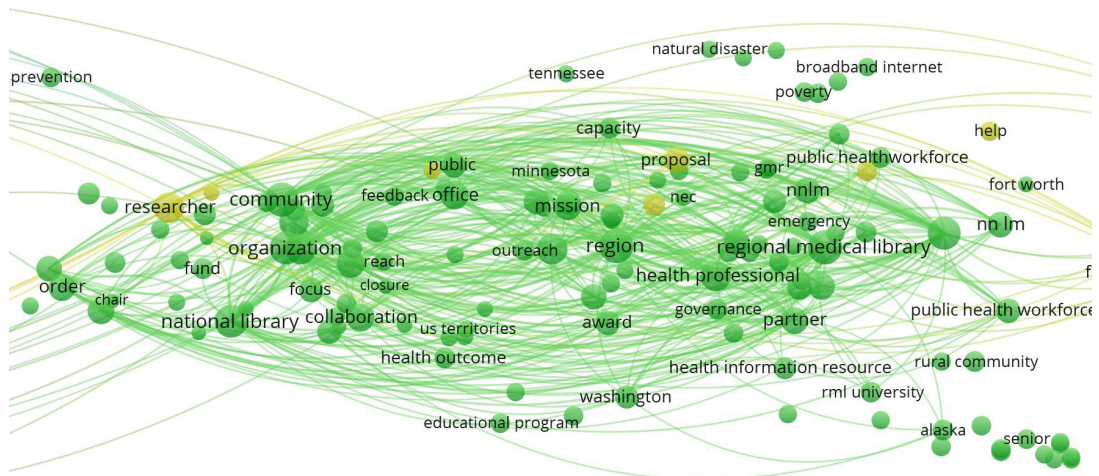 natural disaster
prevention
tennessee
broadband internet
poverty
capacity
help
public
proposal
public healthworkforce
minnesota
gmr
feedback
office
nnlm
fort worth
researcher
community
mission
nec
emergency
nn lm
organization
outreach
region
regional medical library
reach
fund
health professional
order
focus
closure
chair
national library
collaboration
us territories
award
governance
partner
public health workforce
health outcome
health information resource
rural community
washington
rml university
educational program
alaska
senior